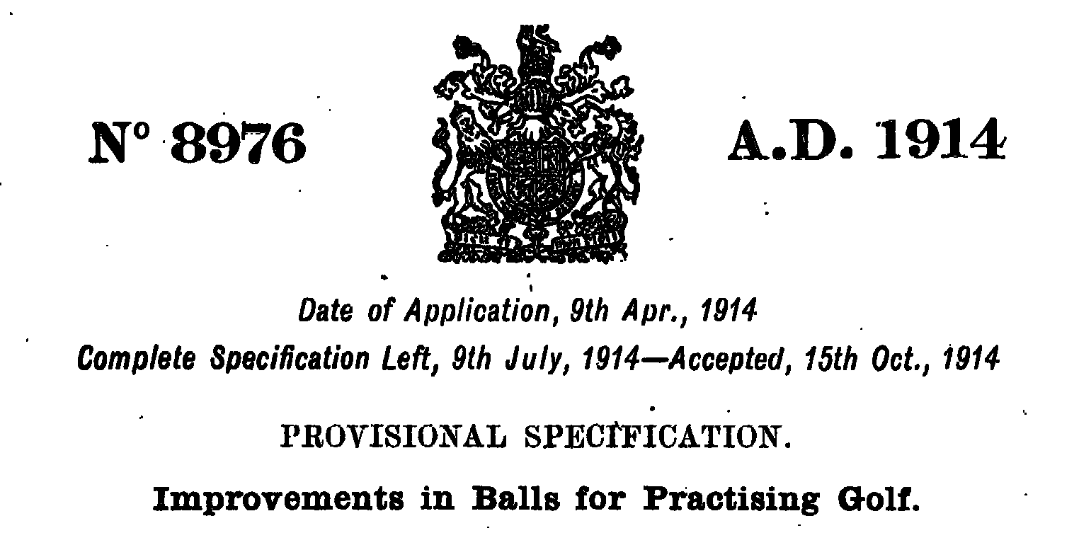 Nº 8976
A.D. 1914
Date of Application, 9th Apr., 1914
Complete Specification Left, 9th July, 1914—Accepted, 15th Oct., 1914
PROVISIONAL SPECIFICATION.
Improvements in Balls for Practising Golf.